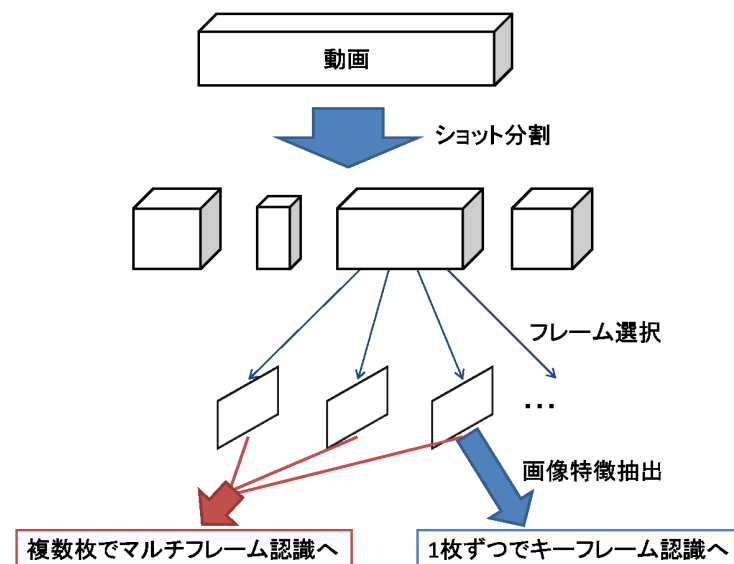 動画
ショット分割
フレーム選択
...
画像特徴抽出
複数枚でマルチフレーム認識へ
1枚ずつでキーフレーム認識へ